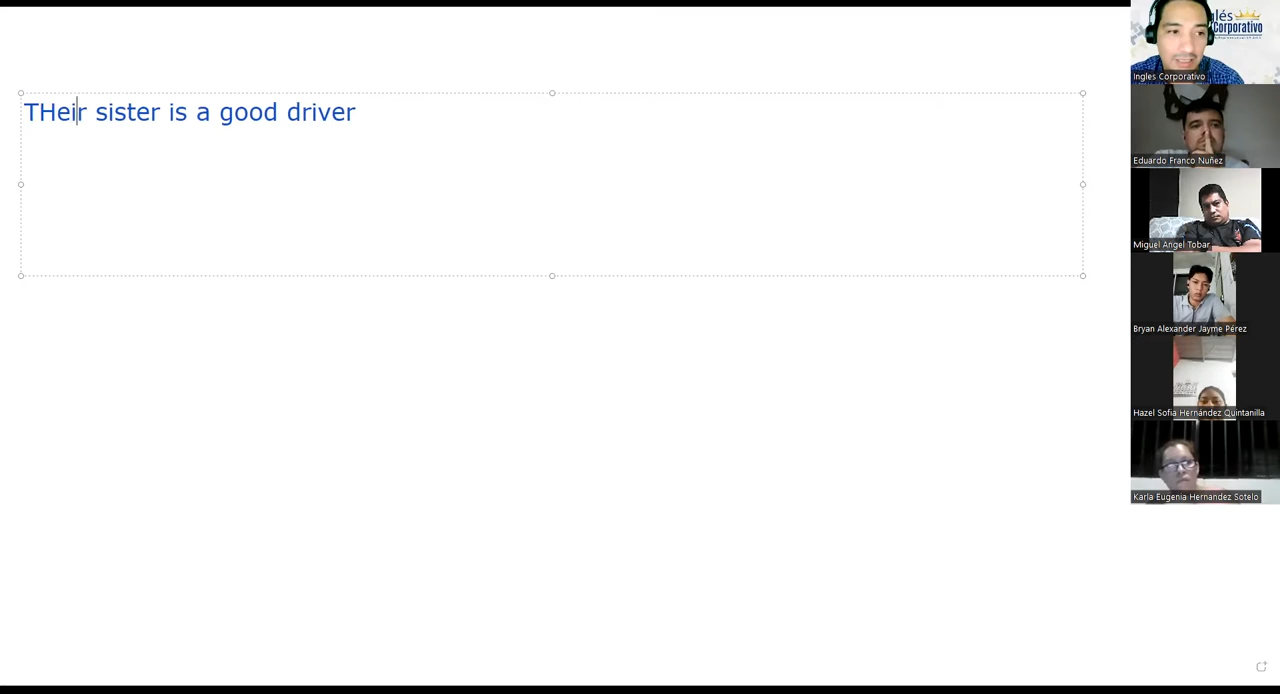 THeir sister is a good driver
glés
Corporativo
Ingles Corporativo
Eduardo Franco Nuñez
Miguel Angel Tobar
Bryan Alexander Jayme Pérez
Hazel Sofia Hernández Quintanilla
Karla Eugenia Hernandez Sotelo